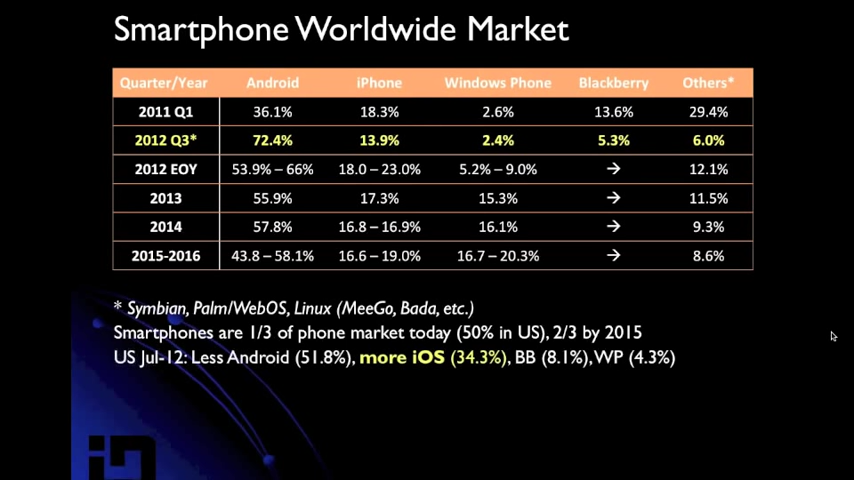 Smartphone Worldwide Market
Quarter/Year Android iPhone Windows Phone Blackberry Others*
2011 Q1 36.1% 18.3% 2.6% 13.6% 29.4%
2012 Q3* 72.4% 13.9% 2.4% 5.3% 6.0%
2012 EOY 53.9% – 66% 18.0 – 23.0% 5.2% – 9.0% → 12.1%
2013 55.9% 17.3% 15.3% → 11.5%
2014 57.8% 16.8 – 16.9% 16.1% → 9.3%
2015-2016 43.8 – 58.1% 16.6 – 19.0% 16.7 – 20.3% → 8.6%
* Symbian, Palm/WebOS, Linux (MeeGo, Bada, etc.)
Smartphones are 1/3 of phone market today (50% in US), 2/3 by 2015
US Jul-12: Less Android (51.8%), more iOS (34.3%), BB (8.1%), WP (4.3%)